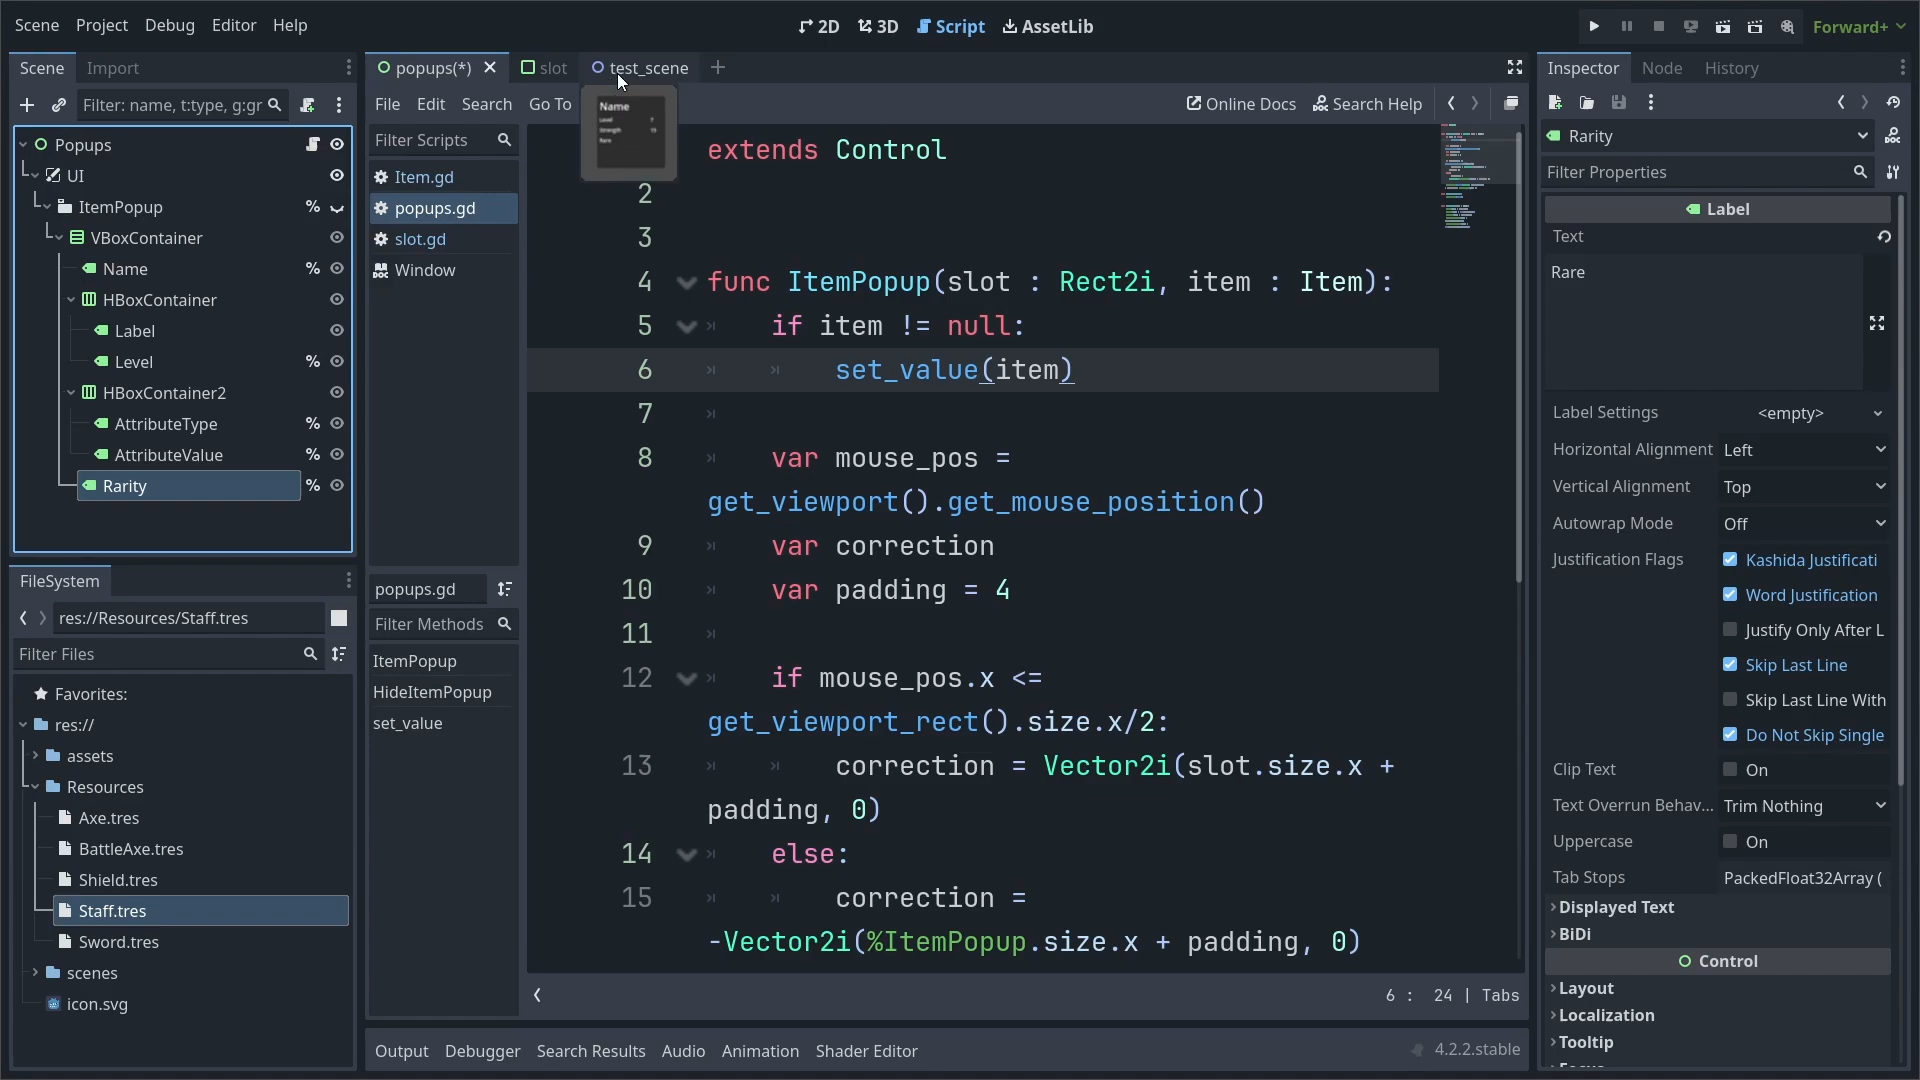 Scene Project Debug Editor Help
2D 3D Script AssetLib
Forward+
Scene Import
Filter: name, t:type, g:gr
Popups
UI
ItemPopup %
VBoxContainer
Name %
HBoxContainer
Label
Level %
HBoxContainer2
AttributeType %
AttributeValue %
Rarity %
FileSystem
res://Resources/Staff.tres
Filter Files
Favorites:
res://
assets
Resources
Axe.tres
BattleAxe.tres
Shield.tres
Staff.tres
Sword.tres
scenes
icon.svg
popups(*) slot test_scene
File Edit Search Go To
Online Docs Search Help
Name
Level 7
Strength 15
Rare
Filter Scripts
Item.gd
popups.gd
slot.gd
Window
popups.gd
Filter Methods
ItemPopup
HideItemPopup
set_value
extends Control
2
3
4 func ItemPopup(slot : Rect2i, item : Item):
5 if item != null:
6 set_value(item)
7
8 var mouse_pos =
get_viewport().get_mouse_position()
9 var correction
10 var padding = 4
11
12 if mouse_pos.x <=
get_viewport_rect().size.x/2:
13 correction = Vector2i(slot.size.x +
padding, 0)
14 else:
15 correction =
-Vector2i(%ItemPopup.size.x + padding, 0)
6 : 24 | Tabs
Output Debugger Search Results Audio Animation Shader Editor
4.2.2.stable
Inspector Node History
Rarity
Filter Properties
Label
Text
Rare
Label Settings <empty>
Horizontal Alignment Left
Vertical Alignment Top
Autowrap Mode Off
Justification Flags Kashida Justificati
Word Justification
Justify Only After L
Skip Last Line
Skip Last Line With
Do Not Skip Single
Clip Text On
Text Overrun Behav... Trim Nothing
Uppercase On
Tab Stops PackedFloat32Array (
Displayed Text
BiDi
Control
Layout
Localization
Tooltip